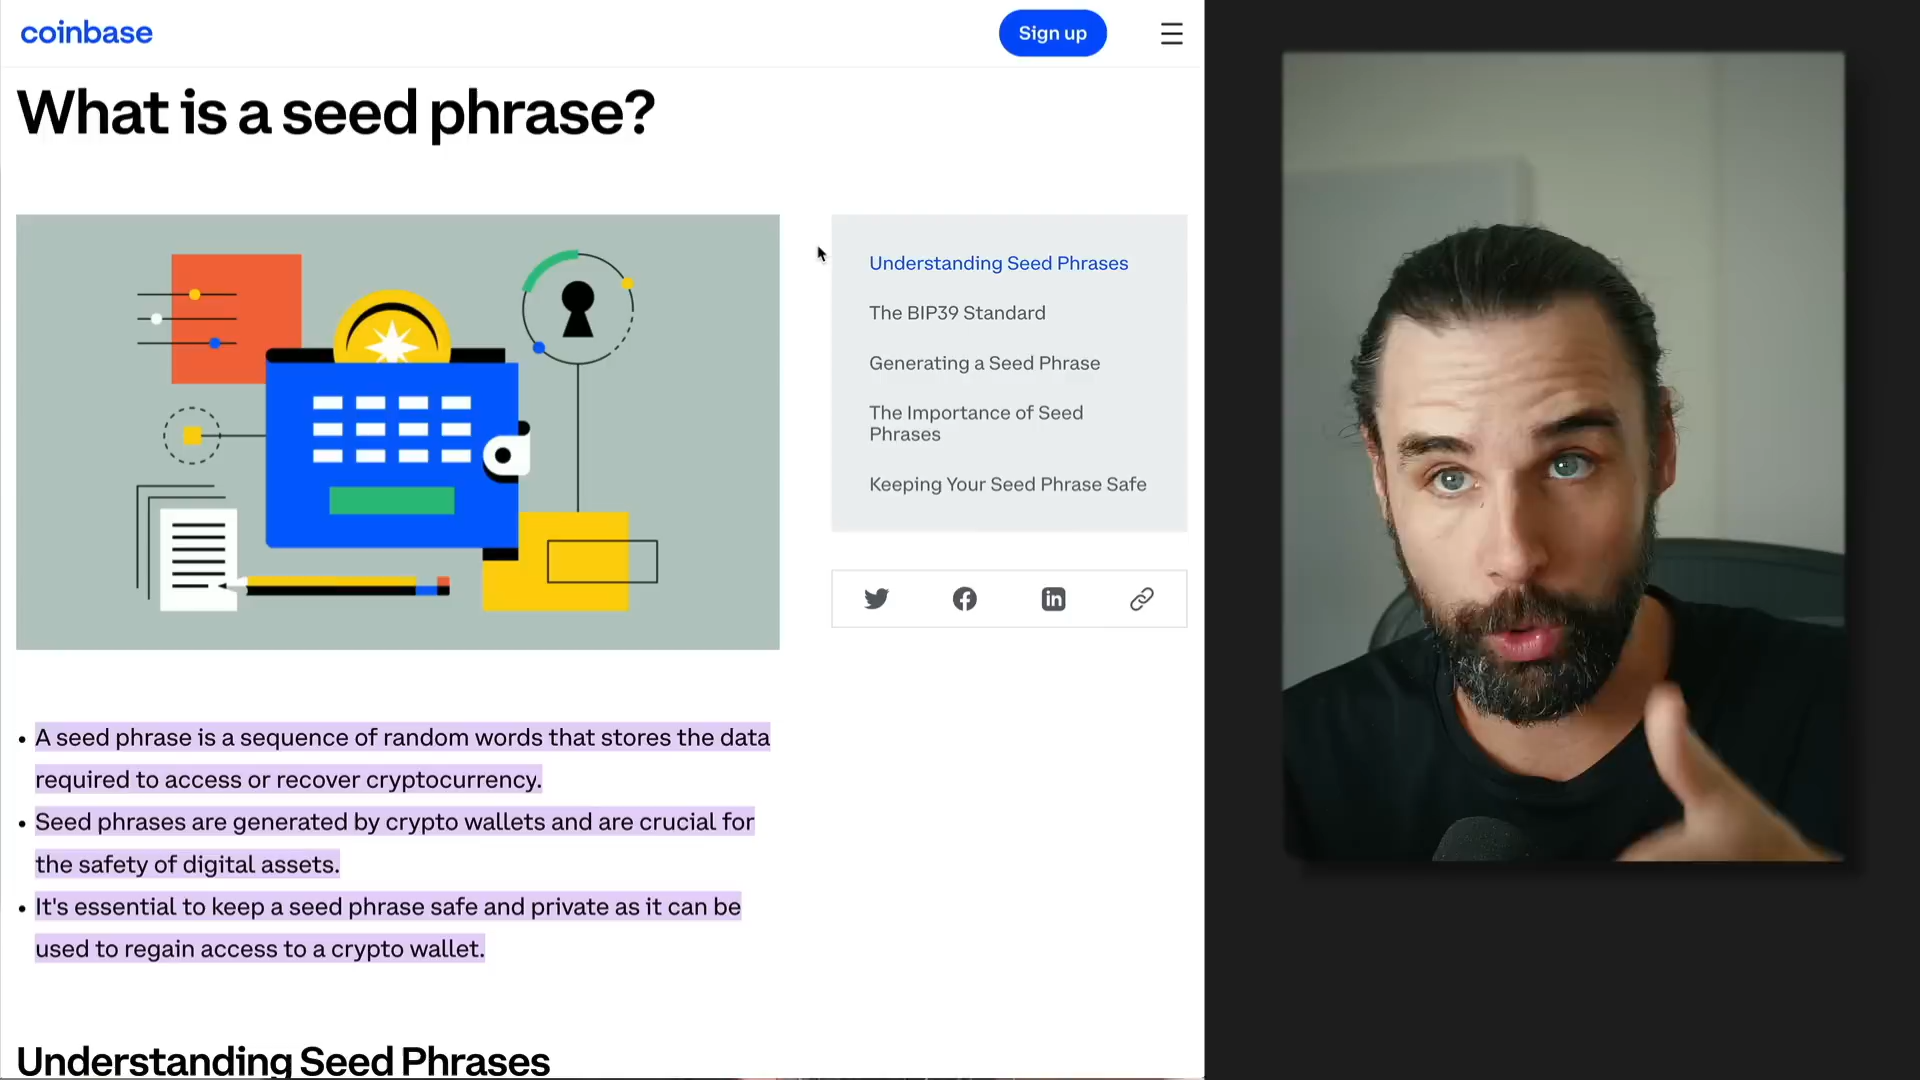 coinbase
Sign up
What is a seed phrase?
Understanding Seed Phrases
The BIP39 Standard
Generating a Seed Phrase
The Importance of Seed
Phrases
Keeping Your Seed Phrase Safe
• A seed phrase is a sequence of random words that stores the data
required to access or recover cryptocurrency.
• Seed phrases are generated by crypto wallets and are crucial for
the safety of digital assets.
• It's essential to keep a seed phrase safe and private as it can be
used to regain access to a crypto wallet.
Understanding Seed Phrases